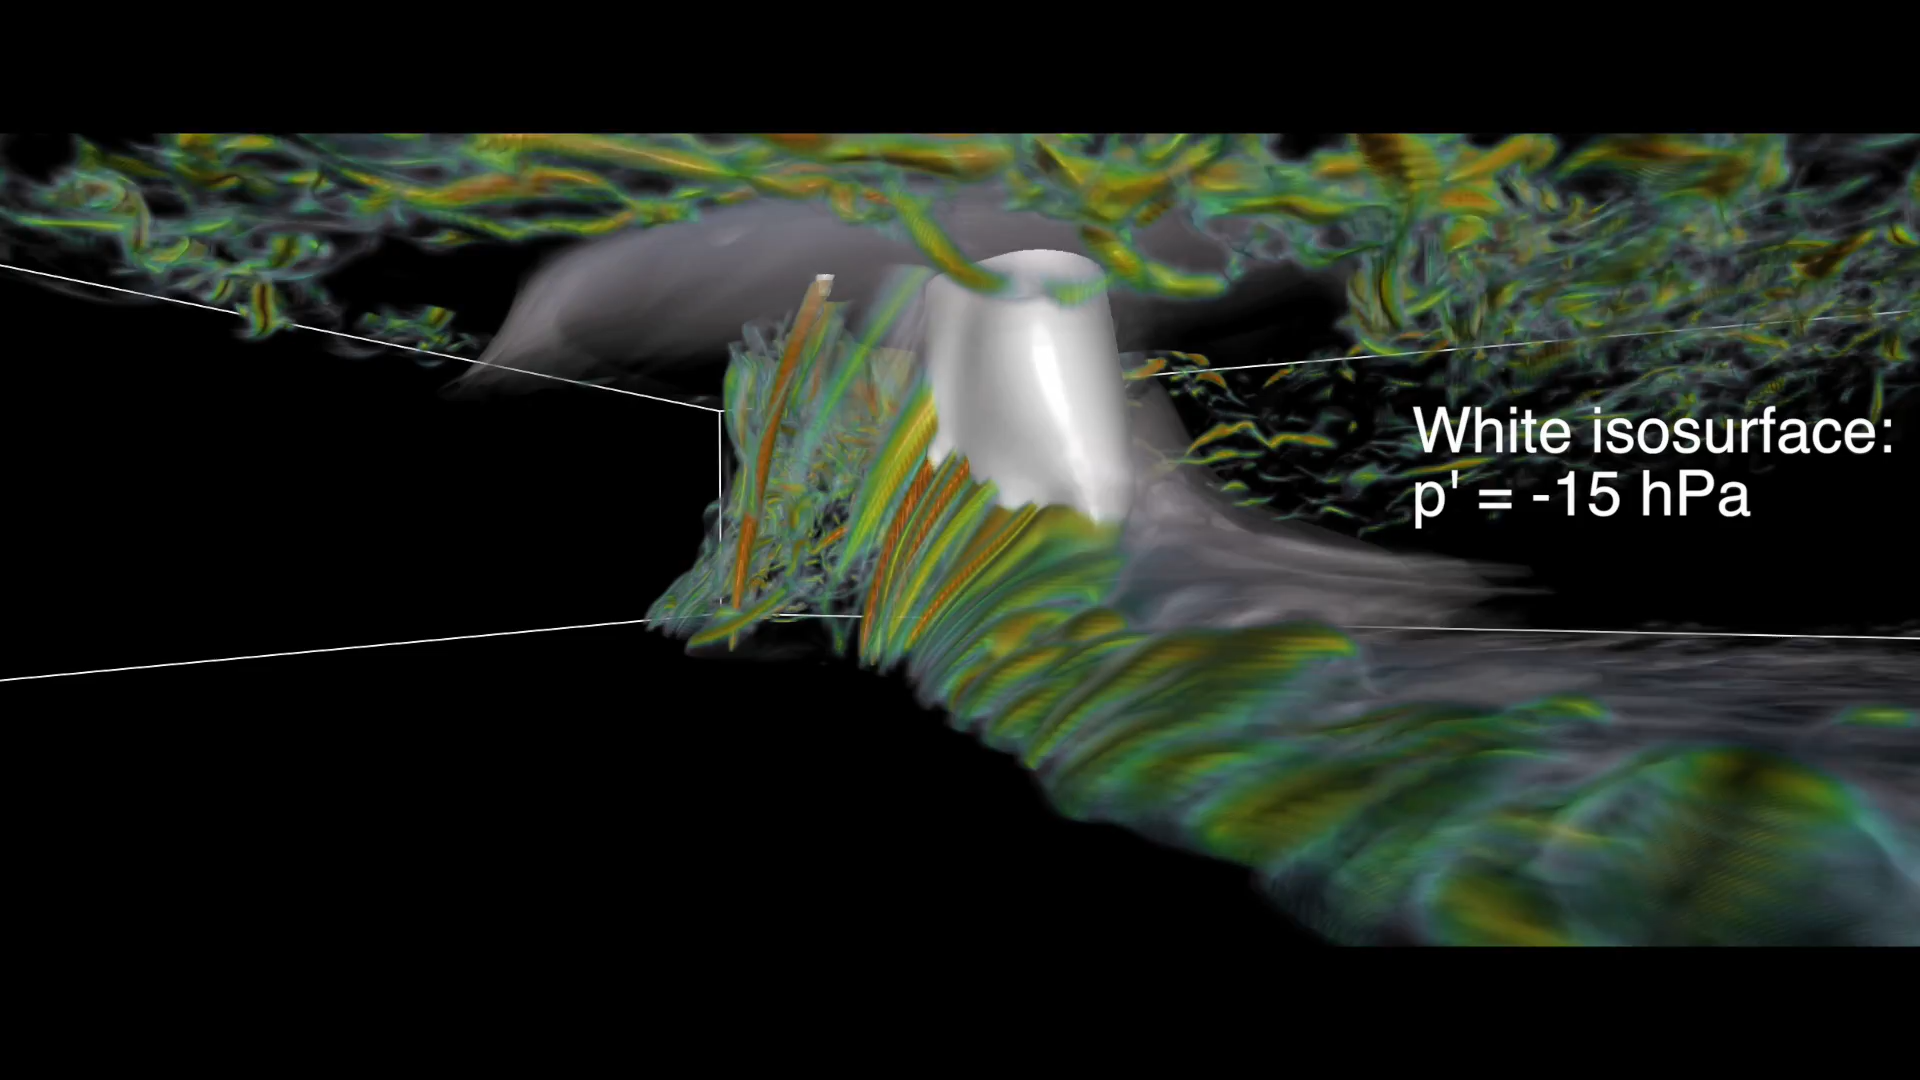 White isosurface:
p' = -15 hPa